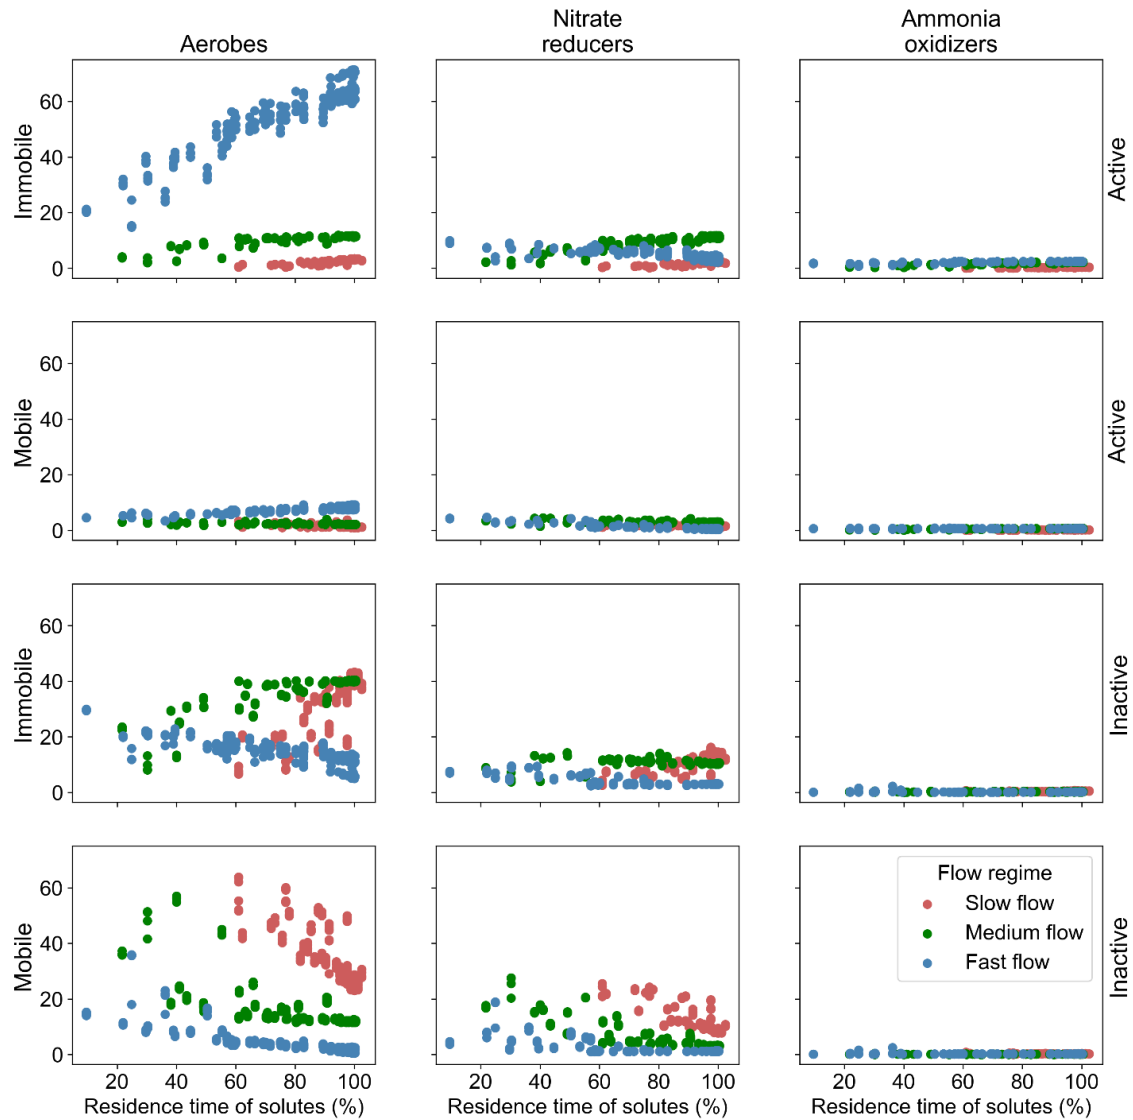 Aerobes
Nitrate
reducers
Ammonia
oxidizers
60
40
20
0
Immobile
Active
60
40
20
0
Mobile
Active
60
40
20
0
Immobile
Inactive
60
40
20
0
Mobile
Inactive
Flow regime
Slow flow
Medium flow
Fast flow
20 40 60 80 100
20 40 60 80 100
20 40 60 80 100
Residence time of solutes (%)
Residence time of solutes (%)
Residence time of solutes (%)